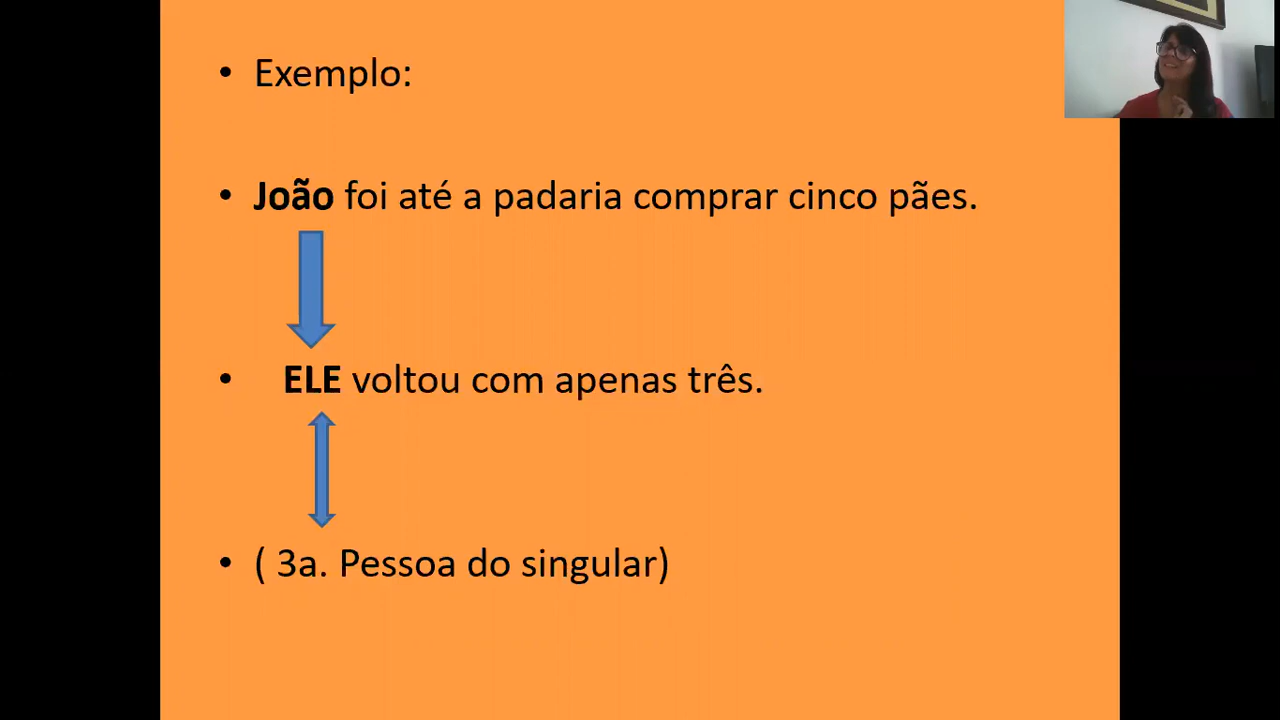 • Exemplo:
• João foi até a padaria comprar cinco pães.
• ELE voltou com apenas três.
• ( 3a. Pessoa do singular)